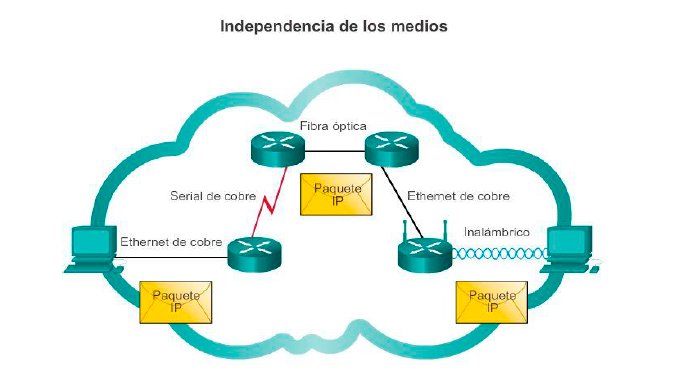 Independencia de los medios
Fibra óptica
Paquete
IP
Serial de cobre
Ethernet de cobre
Ethernet de cobre
Inalámbrico
Paquete
IP
Paquete
IP